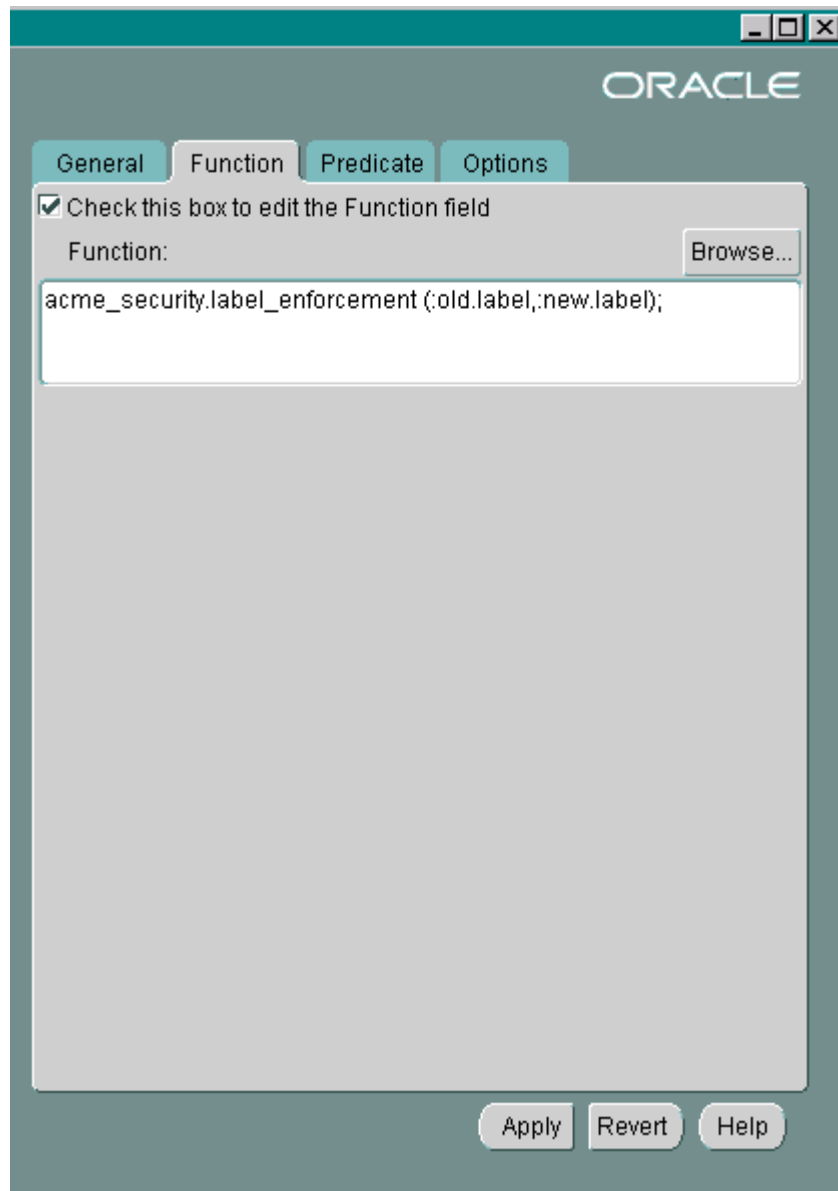 ORACLE
General Function Predicate Options
Check this box to edit the Function field
Function: Browse...
acme_security.label_enforcement (:old.label,:new.label);
Apply Revert Help